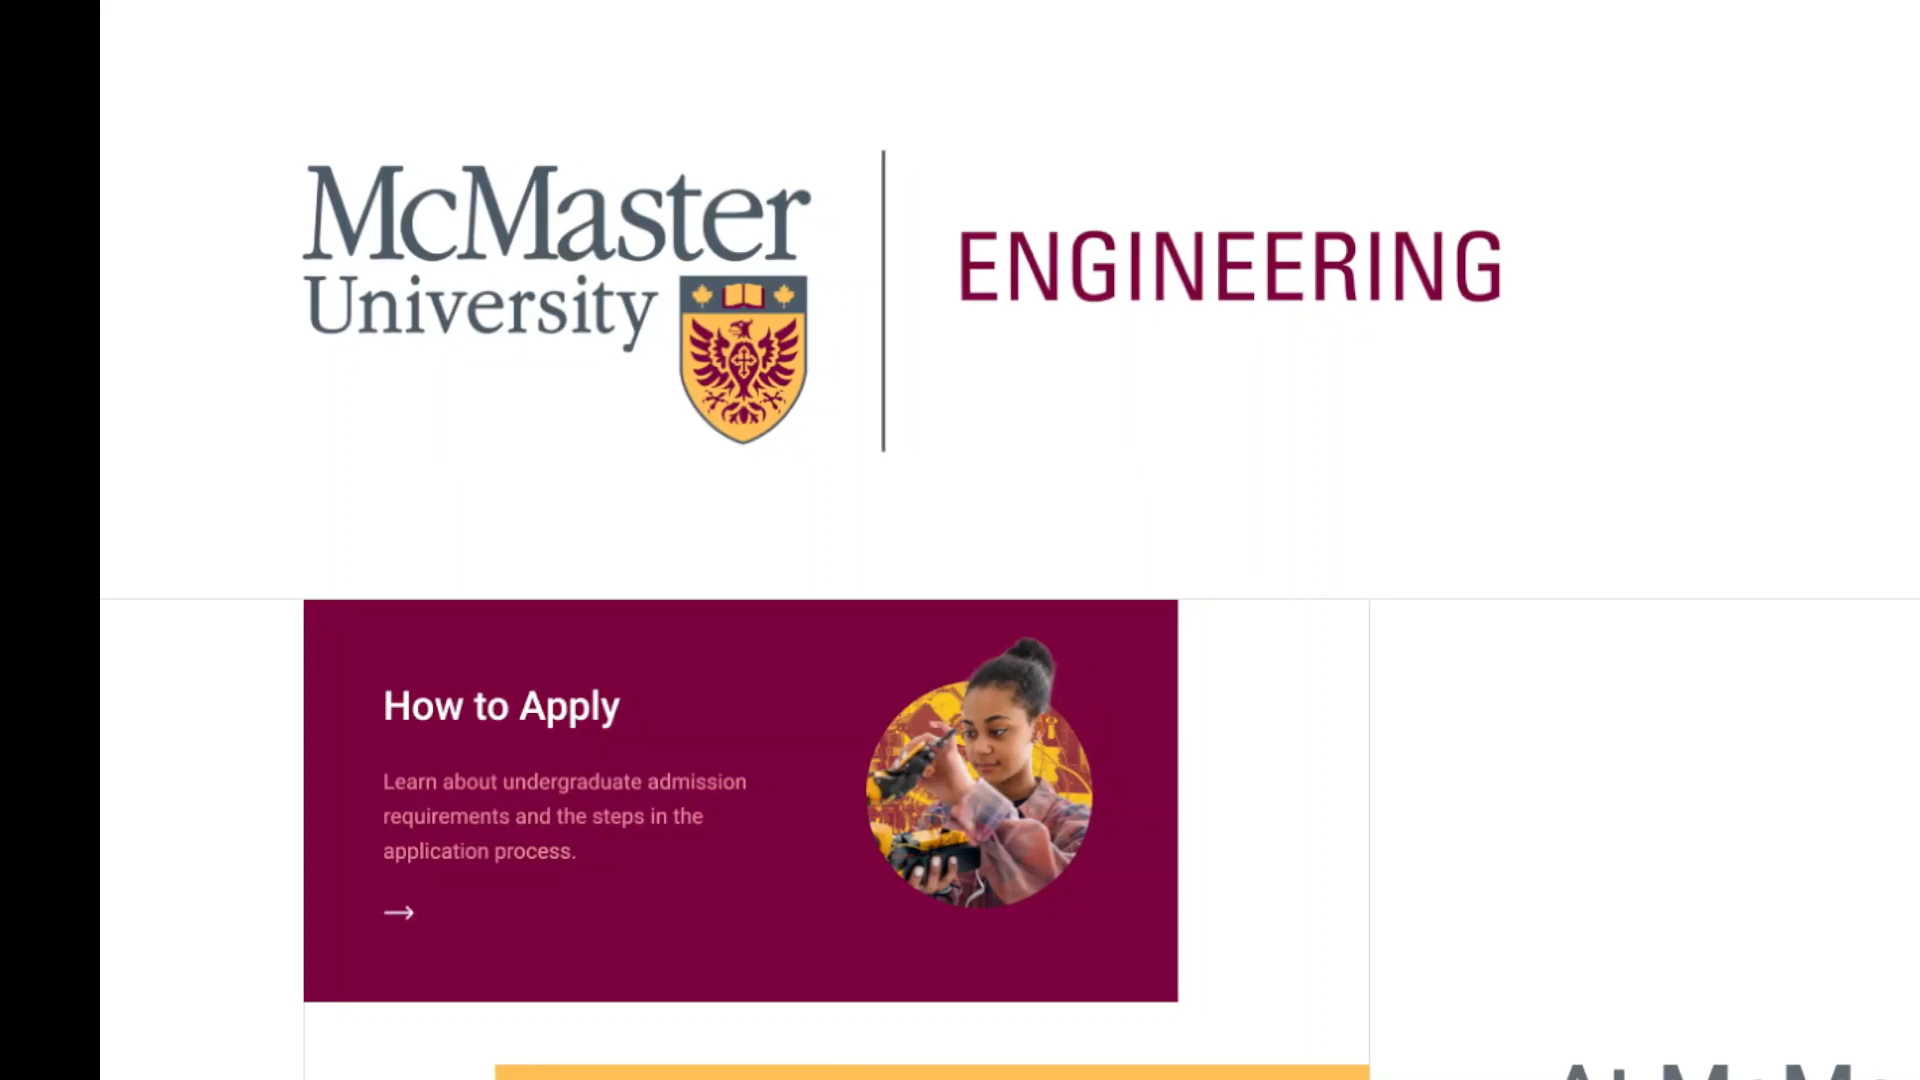 McMaster
University
ENGINEERING
How to Apply
Learn about undergraduate admission
requirements and the steps in the
application process.